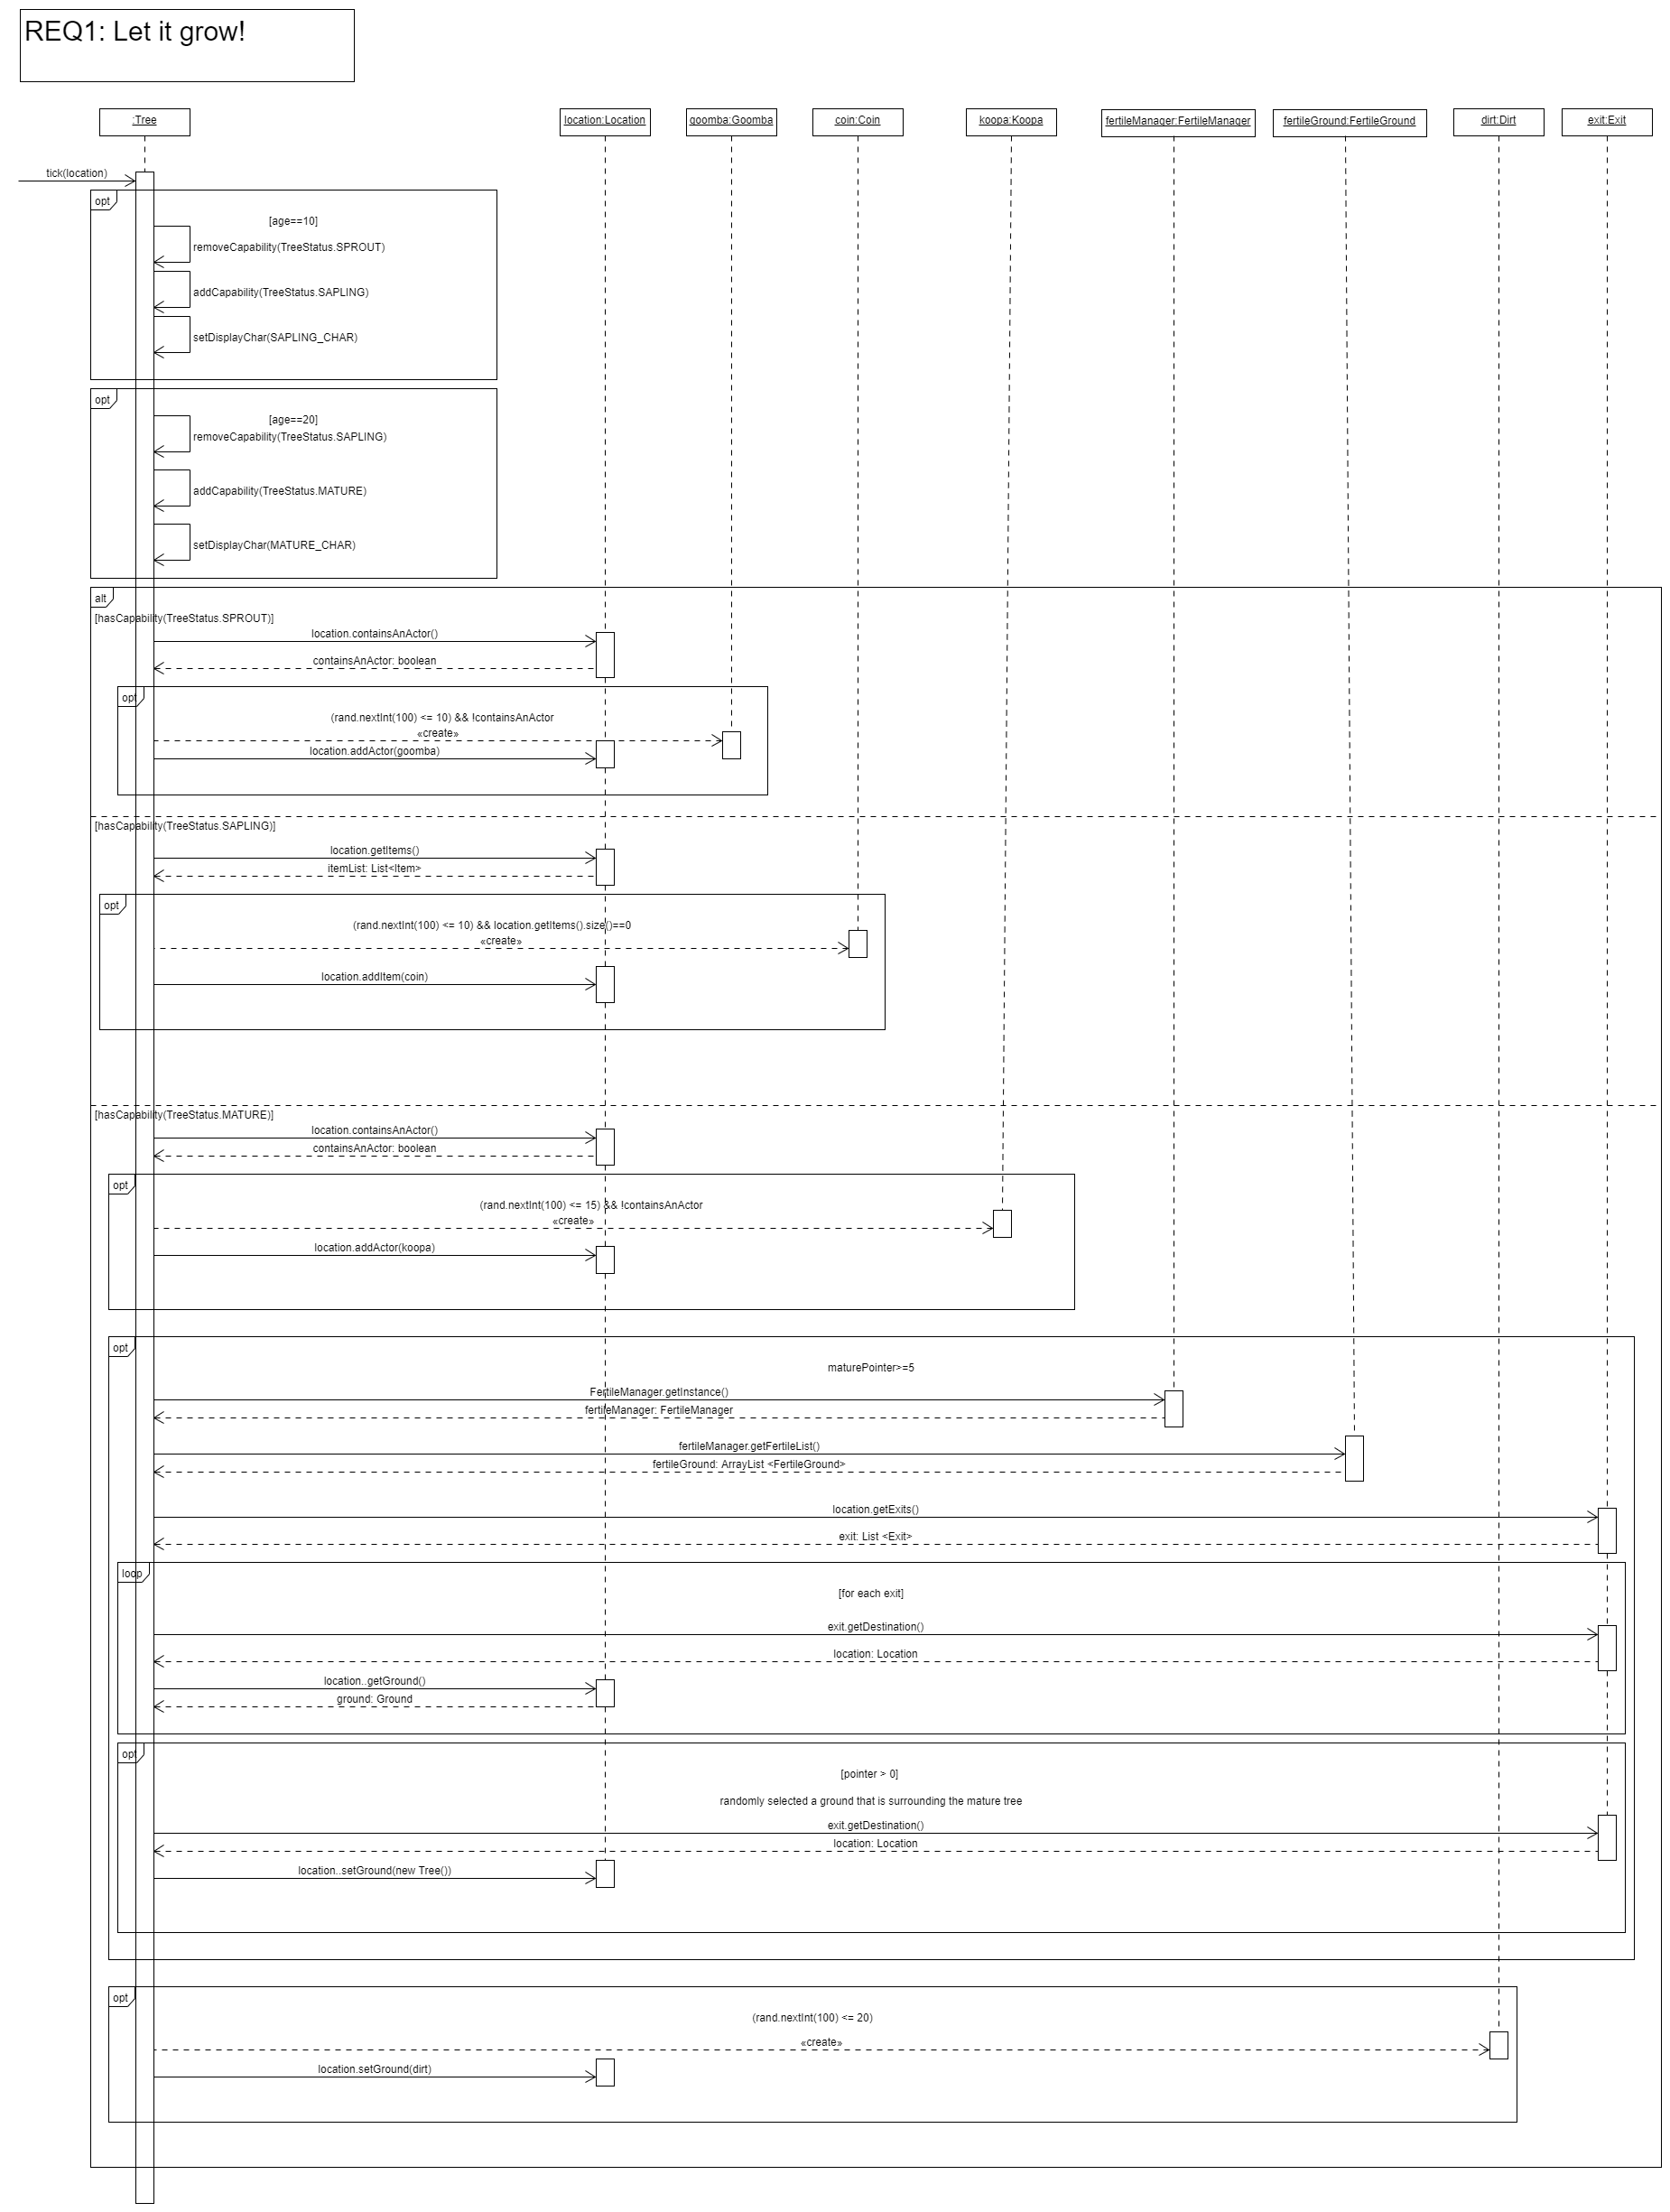 REQ1: Let it grow!
:Tree
location:Location
goomba:Goomba
coin:Coin
koopa:Koopa
fertileManager:FertileManager
fertileGround:FertileGround
dirt:Dirt
exit:Exit
tick(location)
opt
[age==10]
removeCapability(TreeStatus.SPROUT)
addCapability(TreeStatus.SAPLING)
setDisplayChar(SAPLING_CHAR)
opt
[age==20]
removeCapability(TreeStatus.SAPLING)
addCapability(TreeStatus.MATURE)
setDisplayChar(MATURE_CHAR)
alt
[hasCapability(TreeStatus.SPROUT)]
location.containsAnActor()
containsAnActor: boolean
opt
(rand.nextInt(100) <= 10) && !containsAnActor
«create»
location.addActor(goomba)
[hasCapability(TreeStatus.SAPLING)]
location.getItems()
itemList: List<Item>
opt
(rand.nextInt(100) <= 10) && location.getItems().size()==0
«create»
location.addItem(coin)
[hasCapability(TreeStatus.MATURE)]
location.containsAnActor()
containsAnActor: boolean
opt
(rand.nextInt(100) <= 15) && !containsAnActor
«create»
location.addActor(koopa)
opt
maturePointer>=5
FertileManager.getInstance()
fertileManager: FertileManager
fertileManager.getFertileList()
fertileGround: ArrayList <FertileGround>
location.getExits()
exit: List <Exit>
loop
[for each exit]
exit.getDestination()
location: Location
location..getGround()
ground: Ground
opt
[pointer > 0]
randomly selected a ground that is surrounding the mature tree
exit.getDestination()
location: Location
location..setGround(new Tree())
opt
(rand.nextInt(100) <= 20)
«create»
location.setGround(dirt)